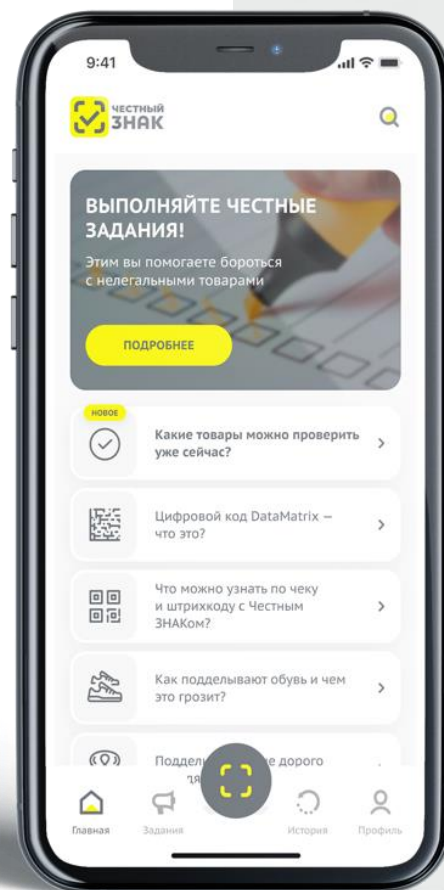 9:41
ЧЕСТНЫЙ
ЗНАК
ВЫПОЛНЯЙТЕ ЧЕСТНЫЕ
ЗАДАНИЯ!
Этим вы помогаете бороться
с нелегальными товарами
ПОДРОБНЕЕ
НОВОЕ
Какие товары можно проверить
уже сейчас?
Цифровой код DataMatrix —
что это?
Что можно узнать по чеку
и штрихкоду с Честным
ЗНАКом?
Как подделывают обувь и чем
это грозит?
дорого
Главная
Задания
История
Профиль